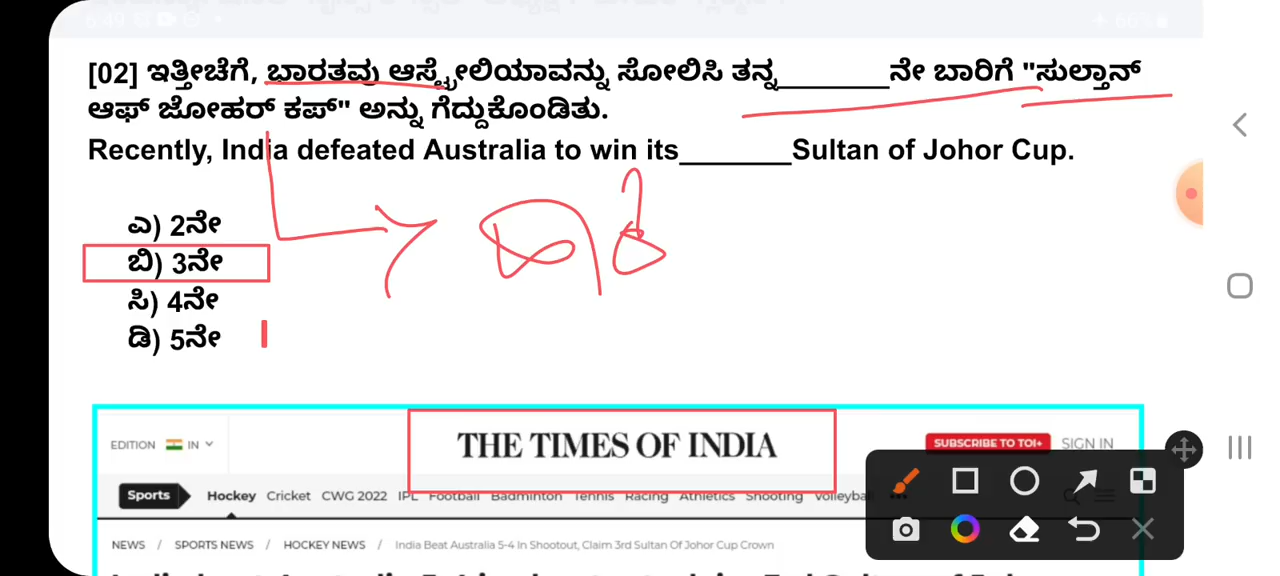 [02] ಇತ್ತೀಚೆಗೆ, ಭಾರತವು ಆಸ್ಟ್ರೇಲಿಯಾವನ್ನು ಸೋಲಿಸಿ ತನ್ನ_______ನೇ ಬಾರಿಗೆ "ಸುಲ್ತಾನ್
ಆಫ್ ಜೋಹರ್ ಕಪ್" ಅನ್ನು ಗೆದ್ದುಕೊಂಡಿತು.
Recently, India defeated Australia to win its_______Sultan of Johor Cup.
ಎ) 2ನೇ
ಬಿ) 3ನೇ
ಸಿ) 4ನೇ
ಡಿ) 5ನೇ
EDITION IN
THE TIMES OF INDIA
SUBSCRIBE TO TOI+ SIGN IN
Sports Hockey Cricket CWG 2022 IPL Football Badminton Tennis Racing Athletics Shooting
NEWS / SPORTS NEWS / HOCKEY NEWS / India Beat Australia 5-4 In Shootout, Claim 3rd Sultan Of Johor Cup Crown